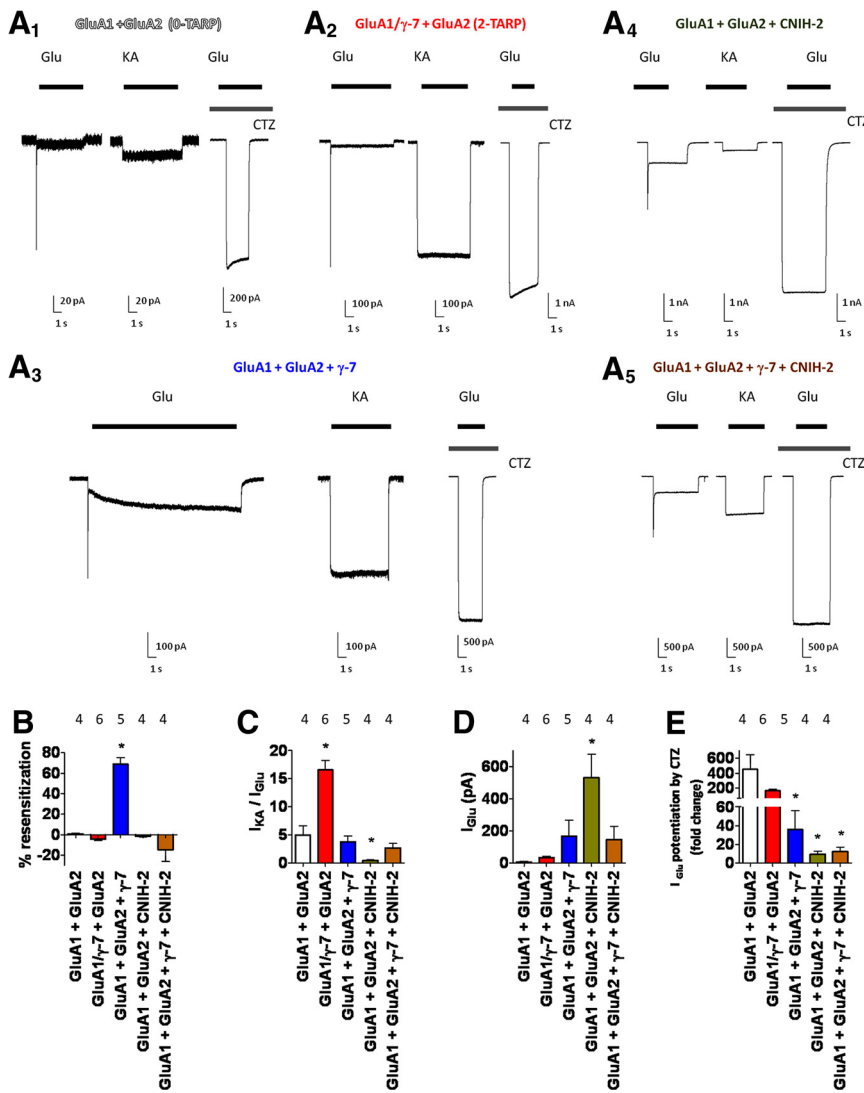 A1 GluA1 +GluA2 (0-TARP)
Glu KA Glu
CTZ
20 pA 20 pA 200 pA
1 s 1 s 1 s
A2 GluA1/γ-7 + GluA2 (2-TARP)
Glu KA Glu
CTZ
100 pA 100 pA 1 nA
1 s 1 s 1 s
A4 GluA1 + GluA2 + CNIH-2
Glu KA Glu
CTZ
1 nA 1 nA 1 nA
1 s 1 s 1 s
A3 GluA1 + GluA2 + γ-7
Glu KA Glu
CTZ
100 pA 100 pA 500 pA
1 s 1 s 1 s
A5 GluA1 + GluA2 + γ-7 + CNIH-2
Glu KA Glu
CTZ
500 pA 500 pA 500 pA
1 s 1 s 1 s
B 4 6 5 4 4
% resensitization
80
60
40
20
0
-20
*
GluA1 + GluA2
GluA1/γ-7 + GluA2
GluA1 + GluA2 + γ-7
GluA1 + GluA2 + CNIH-2
GluA1 + GluA2 + γ-7 + CNIH-2
C 4 6 5 4 4
IKA / IGlu
20
15
10
5
0
* *
GluA1 + GluA2
GluA1/γ-7 + GluA2
GluA1 + GluA2 + γ-7
GluA1 + GluA2 + CNIH-2
GluA1 + GluA2 + γ-7 + CNIH-2
D 4 6 5 4 4
IGlu (pA)
600
400
200
0
*
GluA1 + GluA2
GluA1/γ-7 + GluA2
GluA1 + GluA2 + γ-7
GluA1 + GluA2 + CNIH-2
GluA1 + GluA2 + γ-7 + CNIH-2
E 4 6 5 4 4
I Glu potentiation by CTZ
(fold change)
600
400
200
60
40
20
0
* * *
GluA1 + GluA2
GluA1/γ-7 + GluA2
GluA1 + GluA2 + γ-7
GluA1 + GluA2 + CNIH-2
GluA1 + GluA2 + γ-7 + CNIH-2